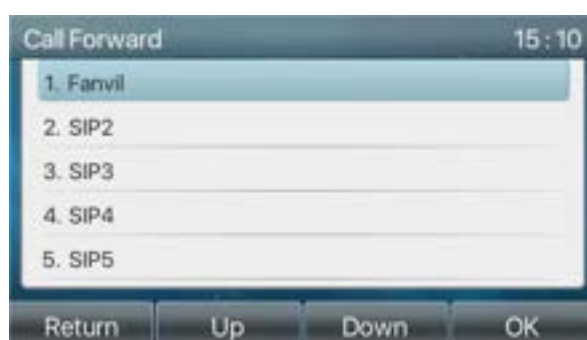 Call Forward 15:10
1. Fanvil
2. SIP2
3. SIP3
4. SIP4
5. SIP5
Return Up Down OK